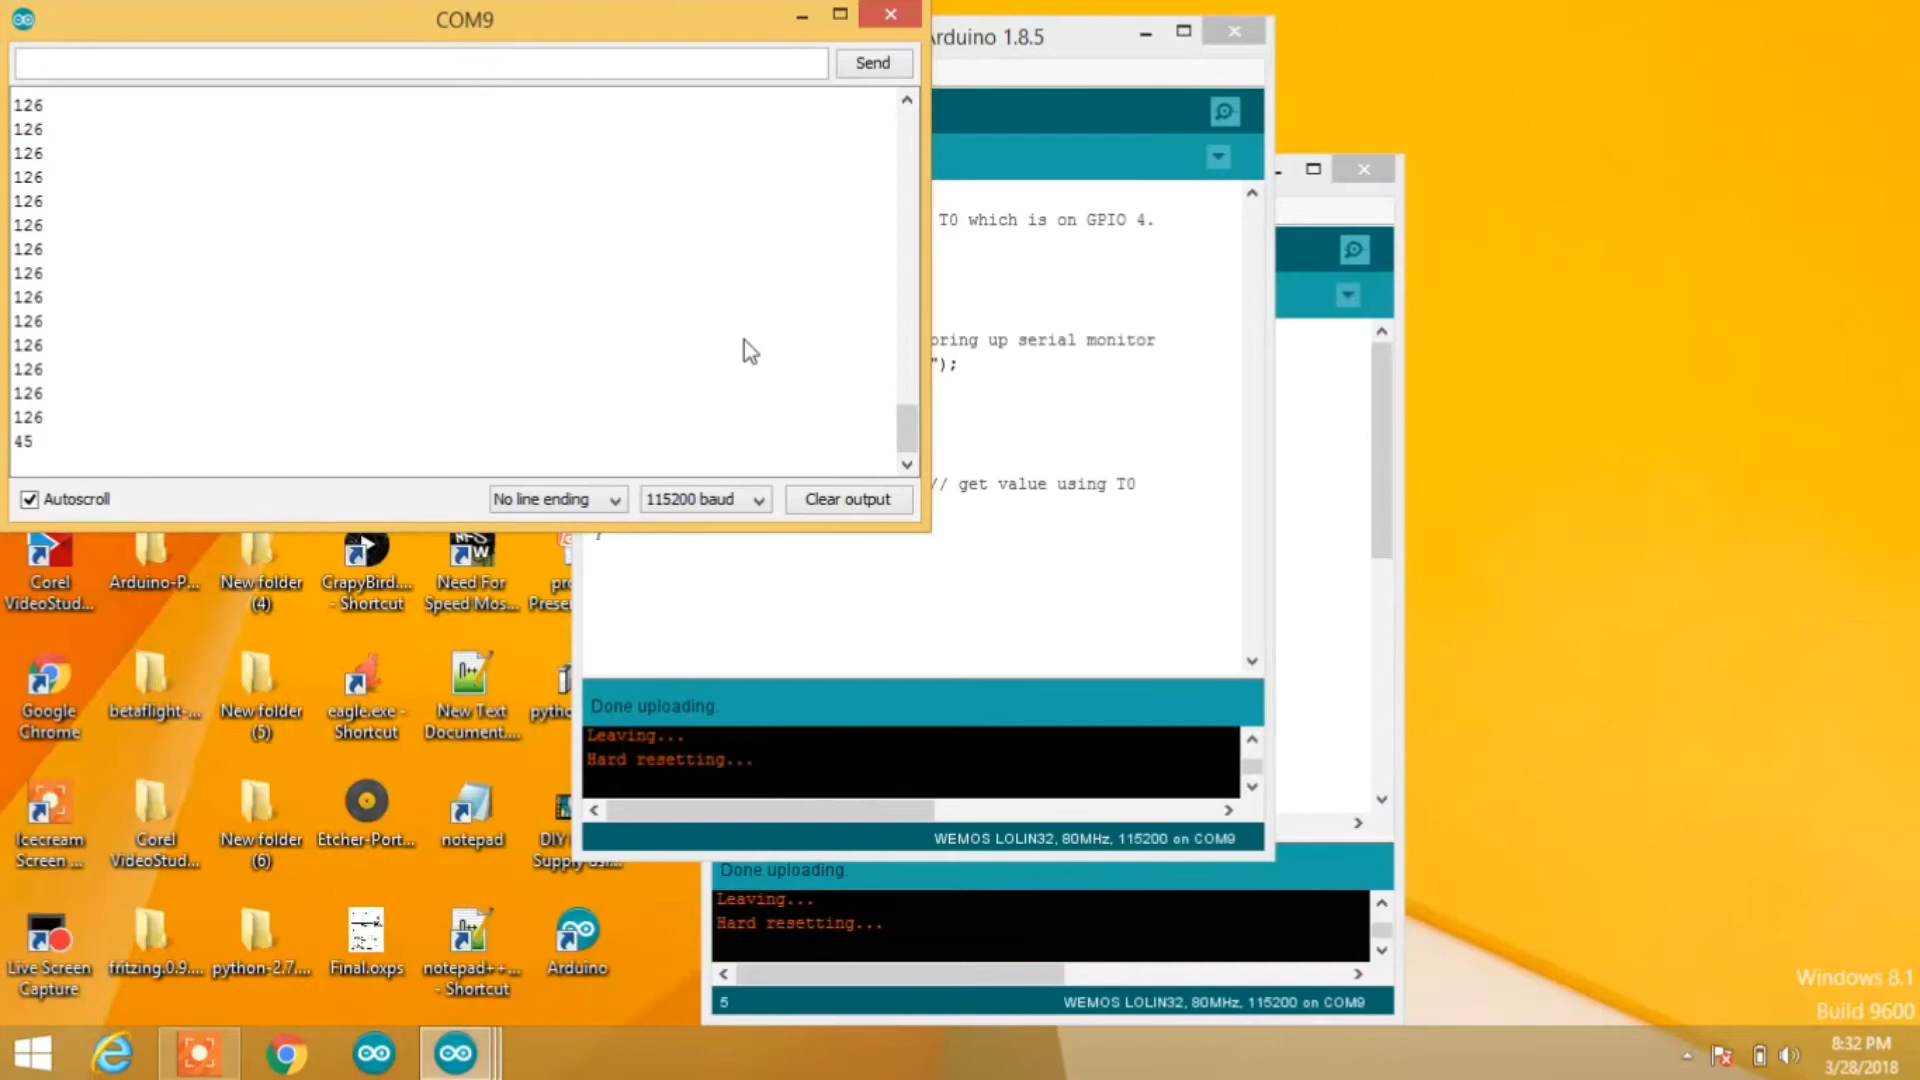 COM9
Send
126
126
126
126
126
126
126
126
126
126
126
126
126
126
45
Autoscroll
No line ending
115200 baud
Clear output
Arduino 1.8.5
T0 which is on GPIO 4.
bring up serial monitor
");
// get value using T0
}
Done uploading.
Leaving...
Hard resetting...
WEMOS LOLIN32, 80MHz, 115200 on COM9
Done uploading.
Leaving...
Hard resetting...
5
WEMOS LOLIN32, 80MHz, 115200 on COM9
Corel VideoStud...
Arduino-P...
New folder (4)
CrapyBird.... - Shortcut
Need For Speed Mos...
Google Chrome
betaflight-...
New folder (5)
eagle.exe - Shortcut
New Text Document....
Icecream Screen ...
Corel VideoStud...
New folder (6)
Etcher-Port...
notepad
Live Screen Capture
fritzing.0.9....
python-2.7,...
Final.oxps
notepad++... - Shortcut
Arduino
Windows 8.1
Build 9600
8:32 PM
3/28/2018